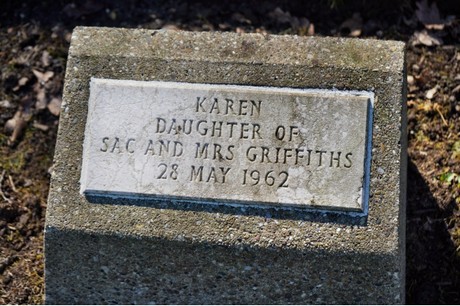 KAREN
DAUGHTER OF
SAC AND MRS GRIFFITHS
28 MAY 1962